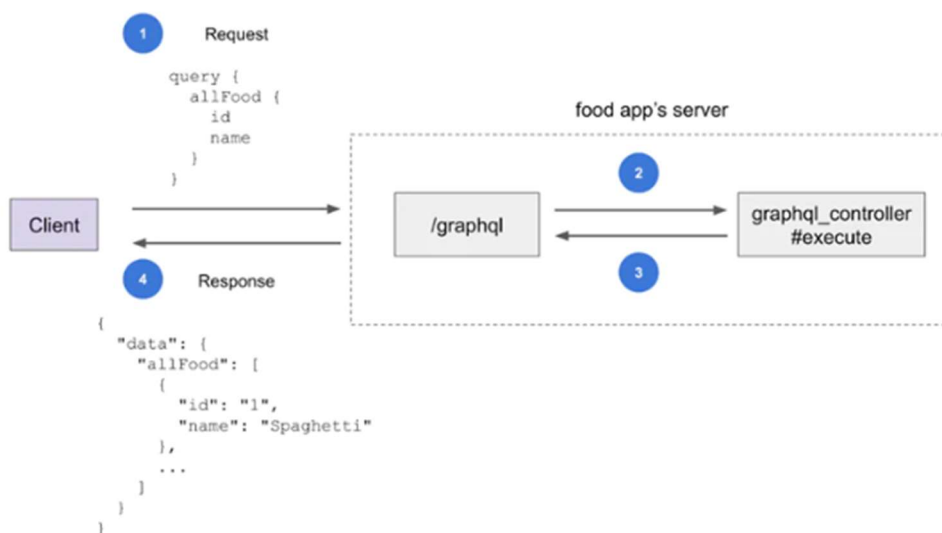 1 Request
query {
  allFood {
    id
    name
  }
}
food app's server
Client
/graphql
2
graphql_controller
#execute
3
4 Response
{
  "data": {
    "allFood": [
      {
        "id": "1",
        "name": "Spaghetti"
      },
      ...
    ]
  }
}